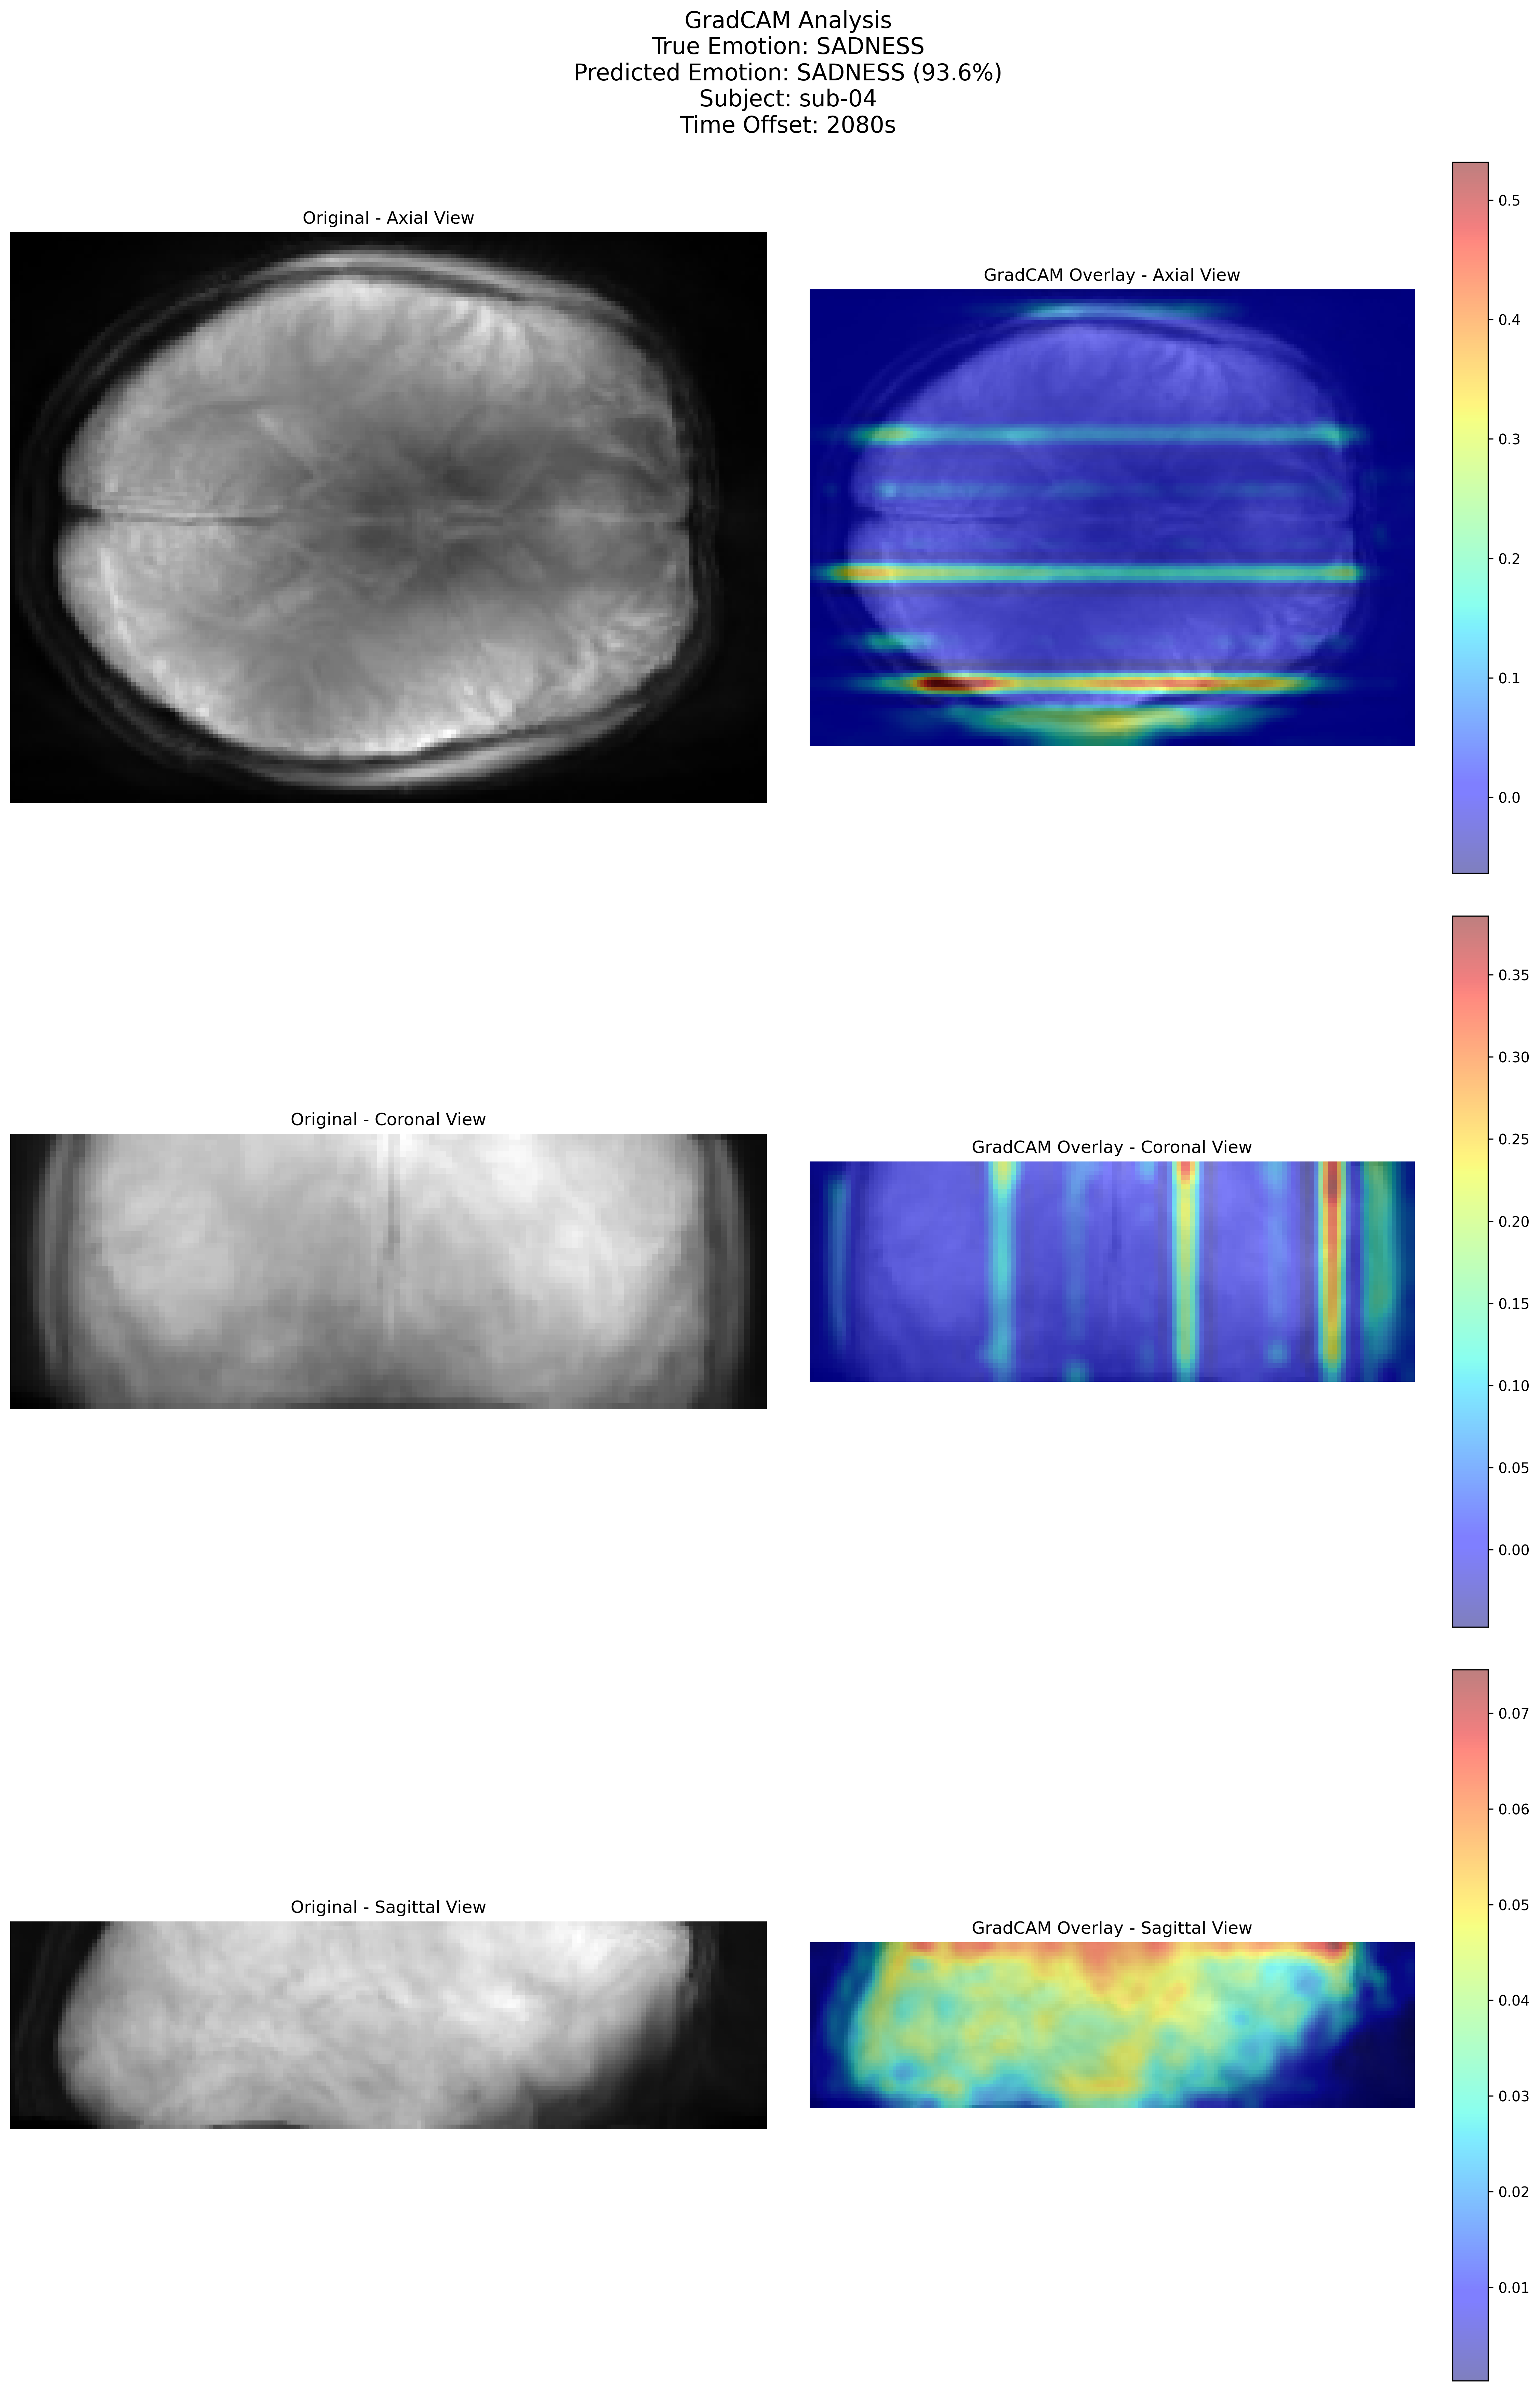 GradCAM Analysis
True Emotion: SADNESS
Predicted Emotion: SADNESS (93.6%)
Subject: sub-04
Time Offset: 2080s
Original - Axial View
GradCAM Overlay - Axial View
0.5
0.4
0.3
0.2
0.1
0.0
Original - Coronal View
GradCAM Overlay - Coronal View
0.35
0.30
0.25
0.20
0.15
0.10
0.05
0.00
Original - Sagittal View
GradCAM Overlay - Sagittal View
0.07
0.06
0.05
0.04
0.03
0.02
0.01